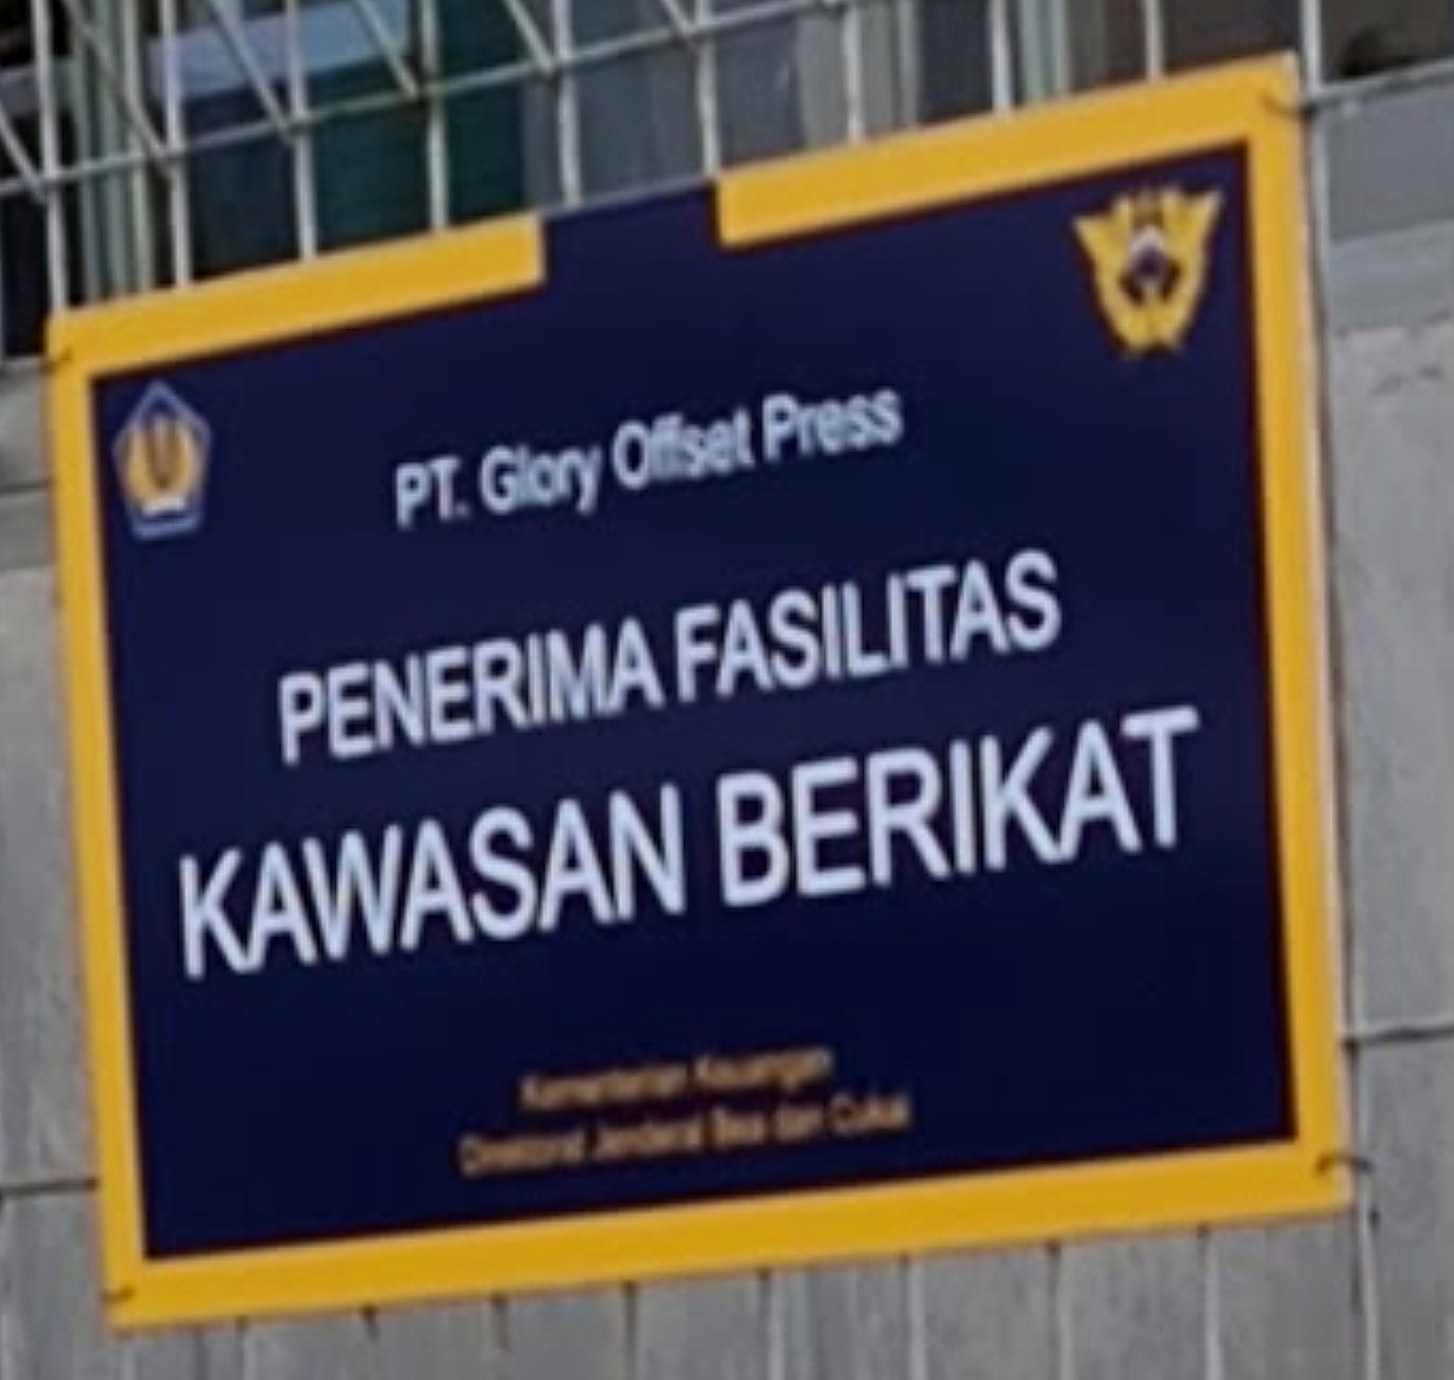 PT. Glory Offset Press
PENERIMA FASILITAS
KAWASAN BERIKAT
Kementerian Keuangan
Direktorat Jenderal Bea dan Cukai